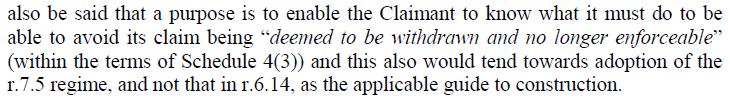 also be said that a purpose is to enable the Claimant to know what it must do to be
able to avoid its claim being “deemed to be withdrawn and no longer enforceable”
(within the terms of Schedule 4(3)) and this also would tend towards adoption of the
r.7.5 regime, and not that in r.6.14, as the applicable guide to construction.